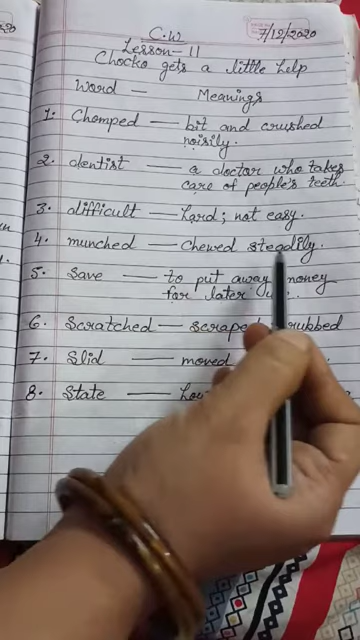 C.W
7/12/2020
Lesson-11
Chocko gets a little help
Word — Meanings
1. Chomped — bit and crushed
noisily.
2. dentist — a doctor who takes
care of people's teeth.
3. difficult — hard; not easy.
4. munched — chewed steadily.
5. Save — to put away money
for later
6. Scratched — scraped rubbed
7. Slid — moved
8. State —